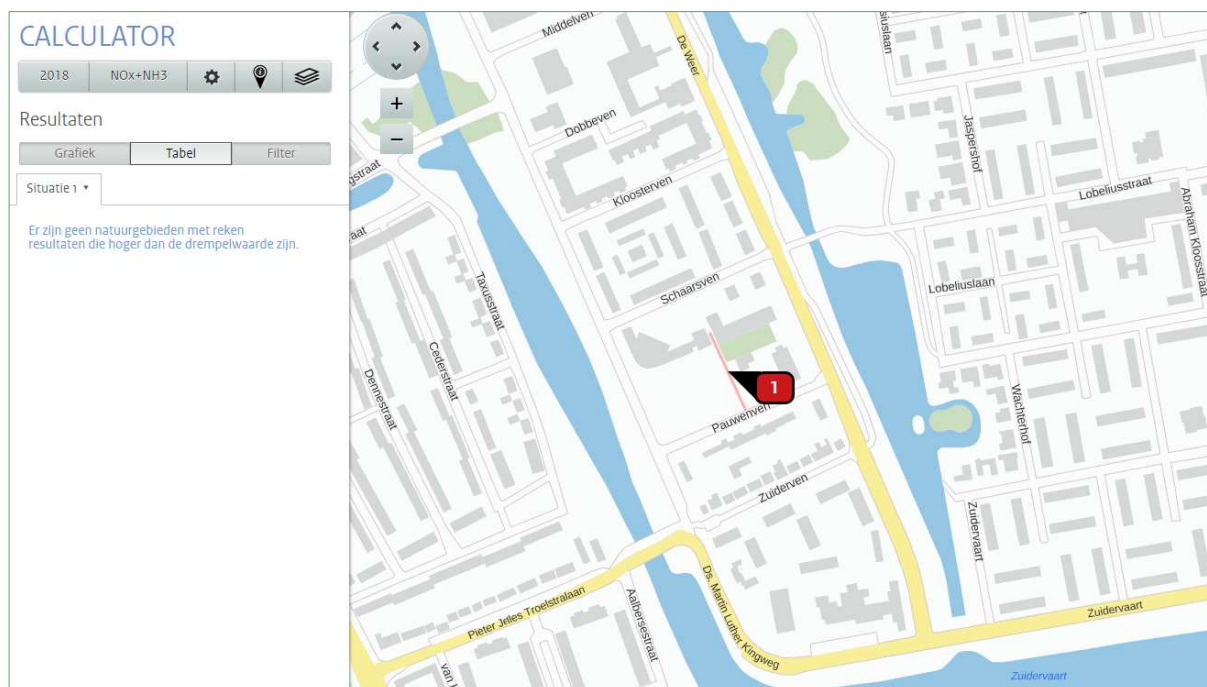 CALCULATOR
2018
NOx+NH3
Resultaten
Grafiek
Tabel
Filter
Situatie 1
Er zijn geen natuurgebieden met reken
resultaten die hoger dan de drempelwaarde zijn.
Middelven
De Weer
Dobbeven
Kloosterven
Jaspershof
Lobeliusstraat
Abraham Kloosstraat
Schaarsven
Lobeliuslaan
Taxusstraat
Cederstraat
Dennestraat
1
Pauwenven
Wachterhof
Zuiderven
Zuidervaart
Pieter Jelles Troelstralaan
Aalbersestraat
Ds. Martin Luther Kingweg
Zuidervaart
Zuidervaart